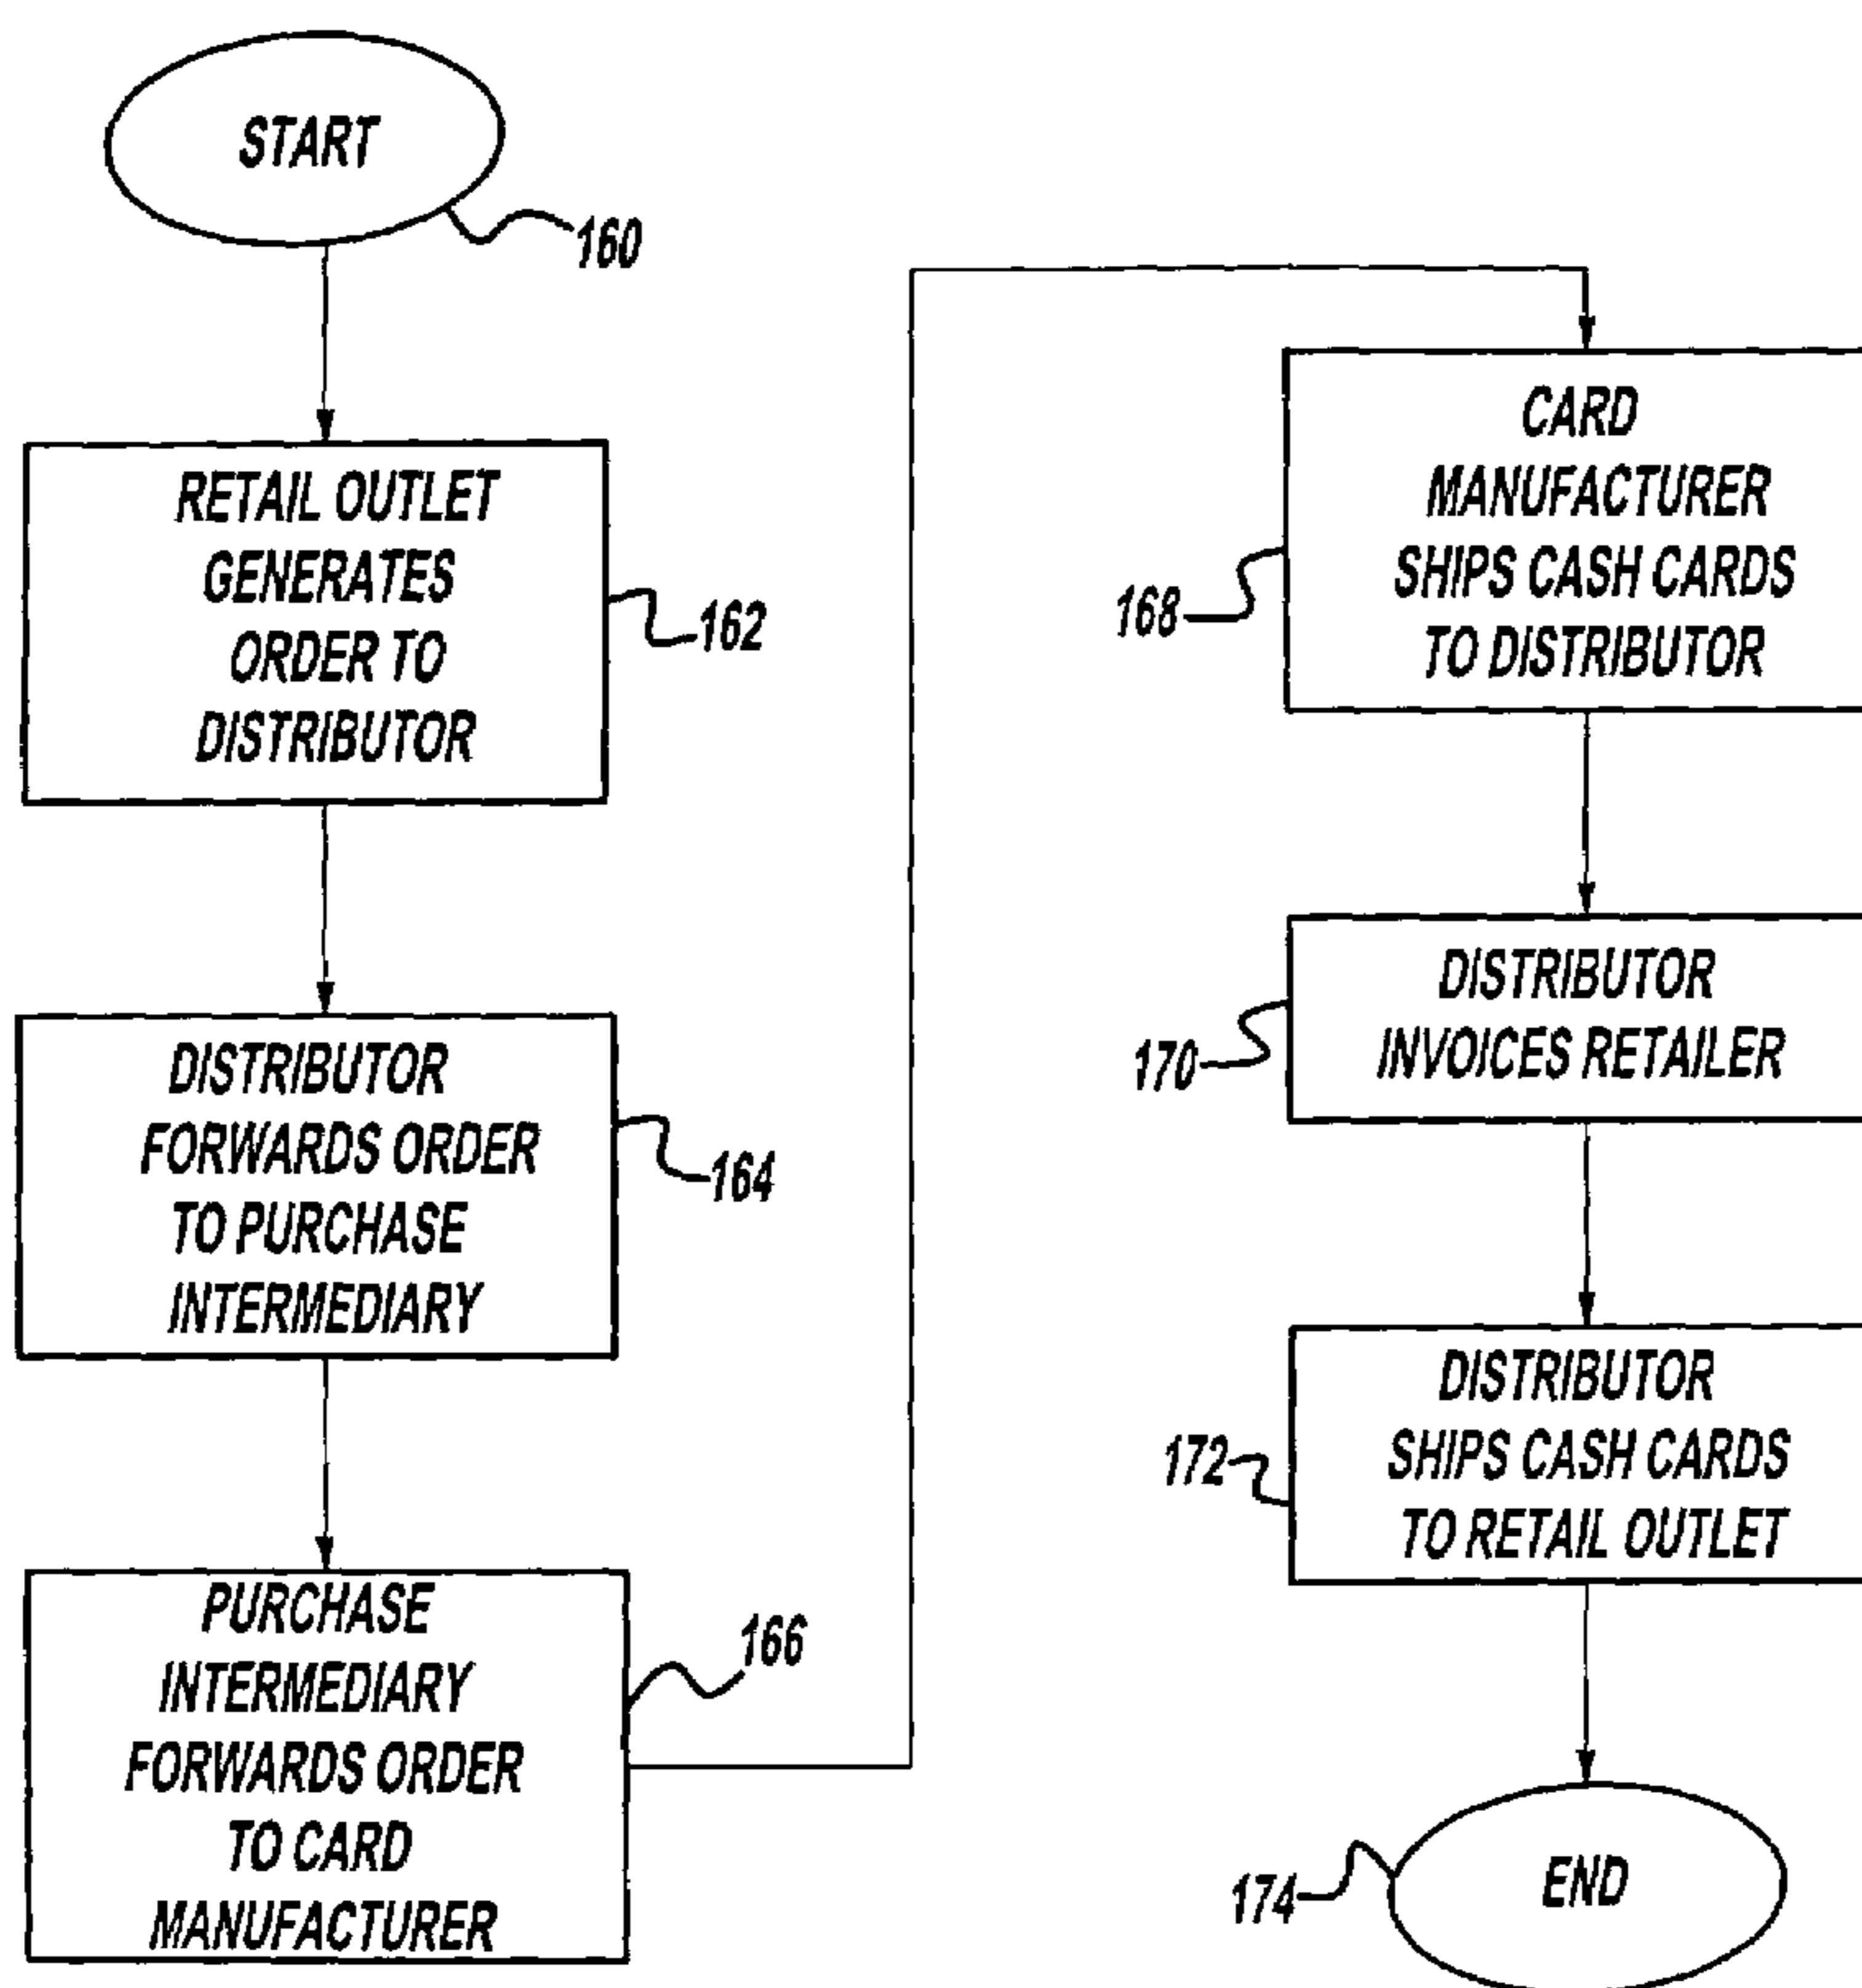 START
160
RETAIL OUTLET
GENERATES
ORDER TO
DISTRIBUTOR
162
DISTRIBUTOR
FORWARDS ORDER
TO PURCHASE
INTERMEDIARY
164
PURCHASE
INTERMEDIARY
FORWARDS ORDER
TO CARD
MANUFACTURER
166
CARD
MANUFACTURER
SHIPS CASH CARDS
TO DISTRIBUTOR
168
DISTRIBUTOR
INVOICES RETAILER
170
DISTRIBUTOR
SHIPS CASH CARDS
TO RETAIL OUTLET
172
END
174